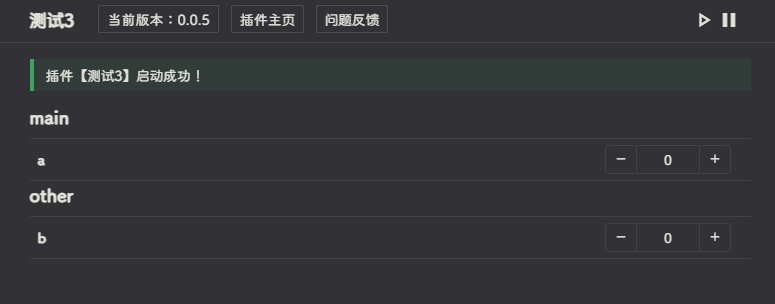 测试3 当前版本：0.0.5 插件主页 问题反馈
插件【测试3】启动成功！
main
a − 0 +
other
b − 0 +